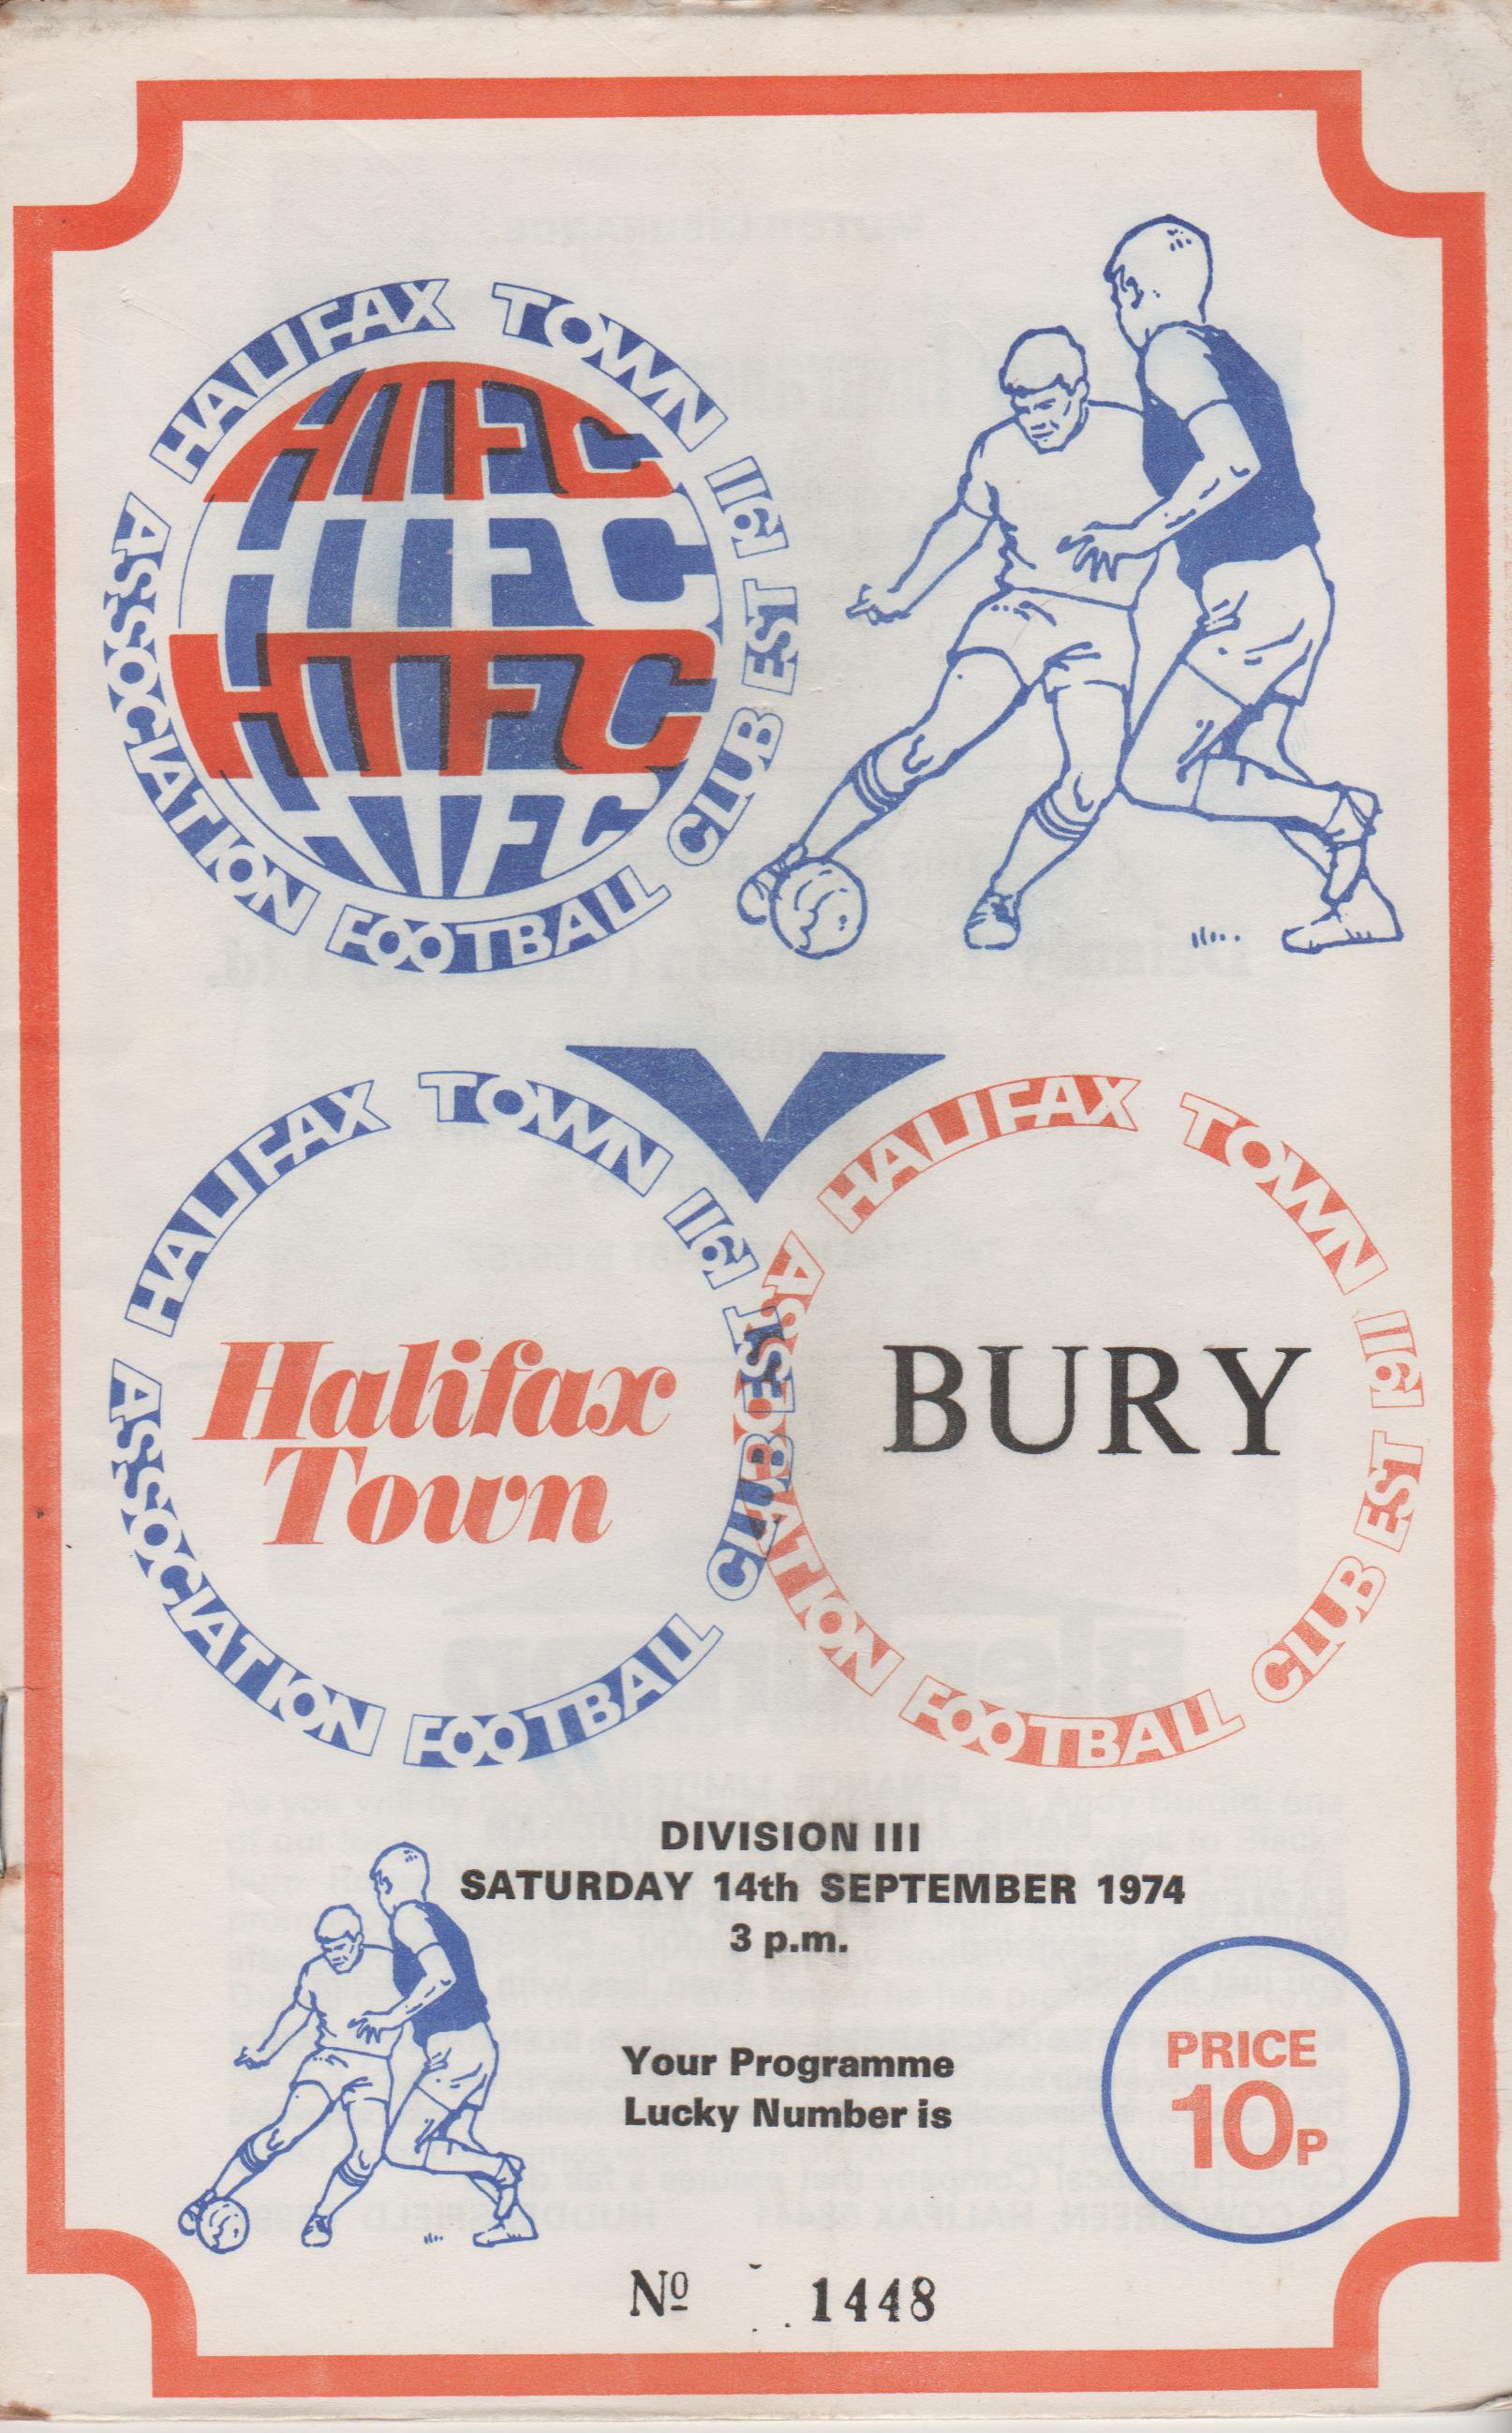 HALIFAX TOWN
ASSOCIATION FOOTBALL CLUB EST 1911
HTFC
HTFC
HTFC
HTFC
HALIFAX TOWN
ASSOCIATION FOOTBALL CLUB EST 1911
HALIFAX TOWN
ASSOCIATION FOOTBALL CLUB EST 1911
V
Halifax
Town
BURY
DIVISION III
SATURDAY 14th SEPTEMBER 1974
3 p.m.
Your Programme
Lucky Number is
PRICE
10P
Nº 1448